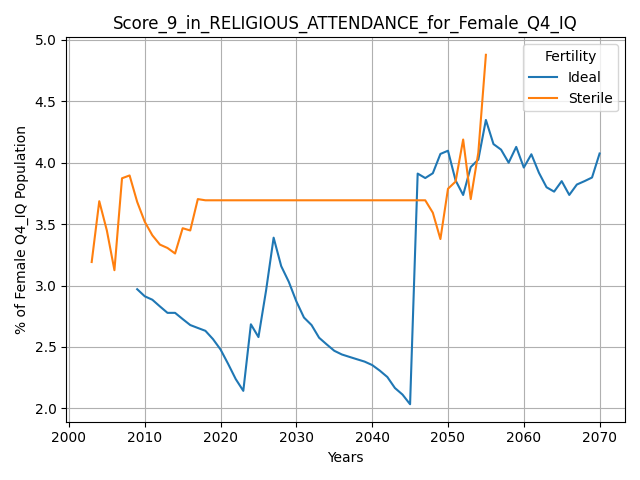 Score_9_in_RELIGIOUS_ATTENDANCE_for_Female_Q4_IQ
% of Female Q4_IQ Population
5.0
4.5
4.0
3.5
3.0
2.5
2.0
Fertility
Ideal
Sterile
2000 2010 2020 2030 2040 2050 2060 2070
Years